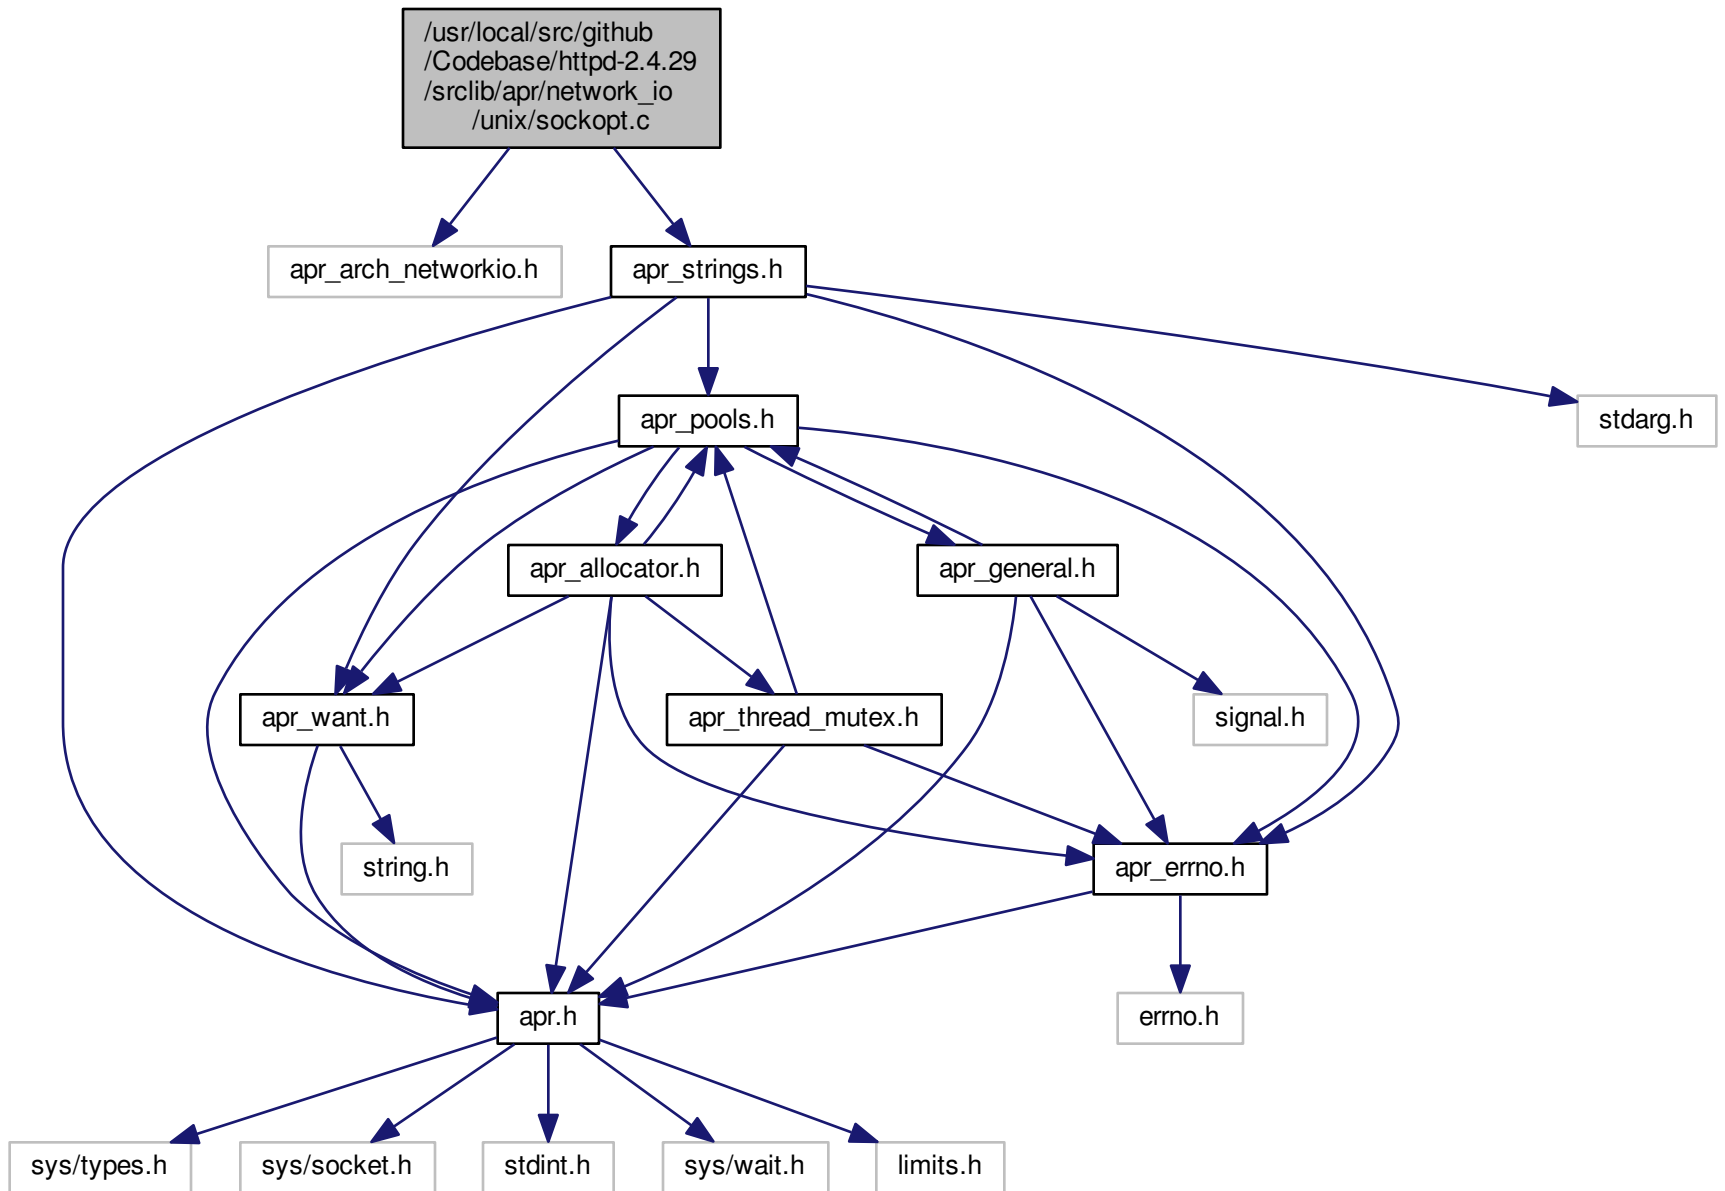 /usr/local/src/github
/Codebase/httpd-2.4.29
/srclib/apr/network_io
/unix/sockopt.c
apr_arch_networkio.h
apr_strings.h
apr_pools.h
stdarg.h
apr_allocator.h
apr_general.h
apr_want.h
apr_thread_mutex.h
signal.h
string.h
apr_errno.h
apr.h
errno.h
sys/types.h
sys/socket.h
stdint.h
sys/wait.h
limits.h